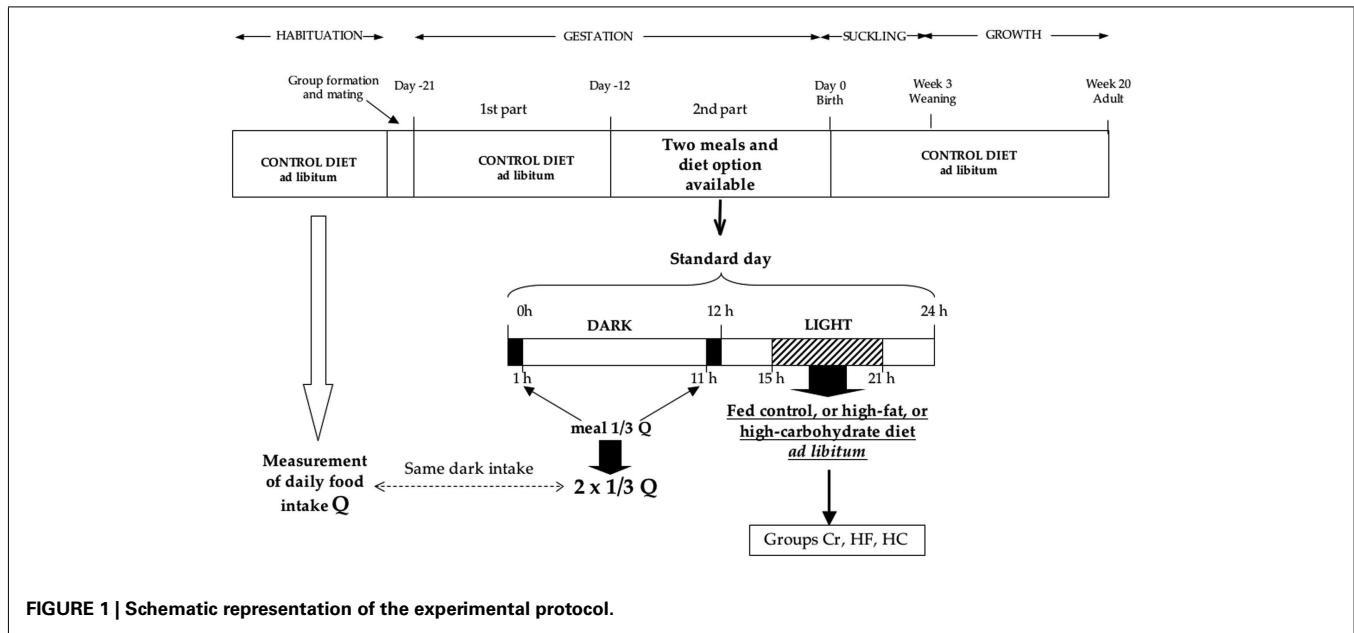 HABITUATION GESTATION SUCKLING GROWTH
Group formation
and mating
Day -21
Day -12
Day 0
Birth
Week 3
Weaning
Week 20
Adult
1st part
2nd part
CONTROL DIET
ad libitum
CONTROL DIET
ad libitum
Two meals and
diet option
available
CONTROL DIET
ad libitum
Standard day
0h 12 h 24 h
DARK LIGHT
1 h 11 h 15 h 21 h
meal 1/3 Q
2 x 1/3 Q
Same dark intake
Measurement
of daily food
intake Q
Fed control, or high-fat, or
high-carbohydrate diet
ad libitum
Groups Cr, HF, HC
FIGURE 1 | Schematic representation of the experimental protocol.